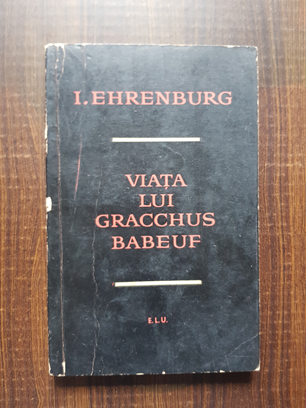 I. EHRENBURG
VIAȚA
LUI
GRACCHUS
BABEUF
E.L.U.